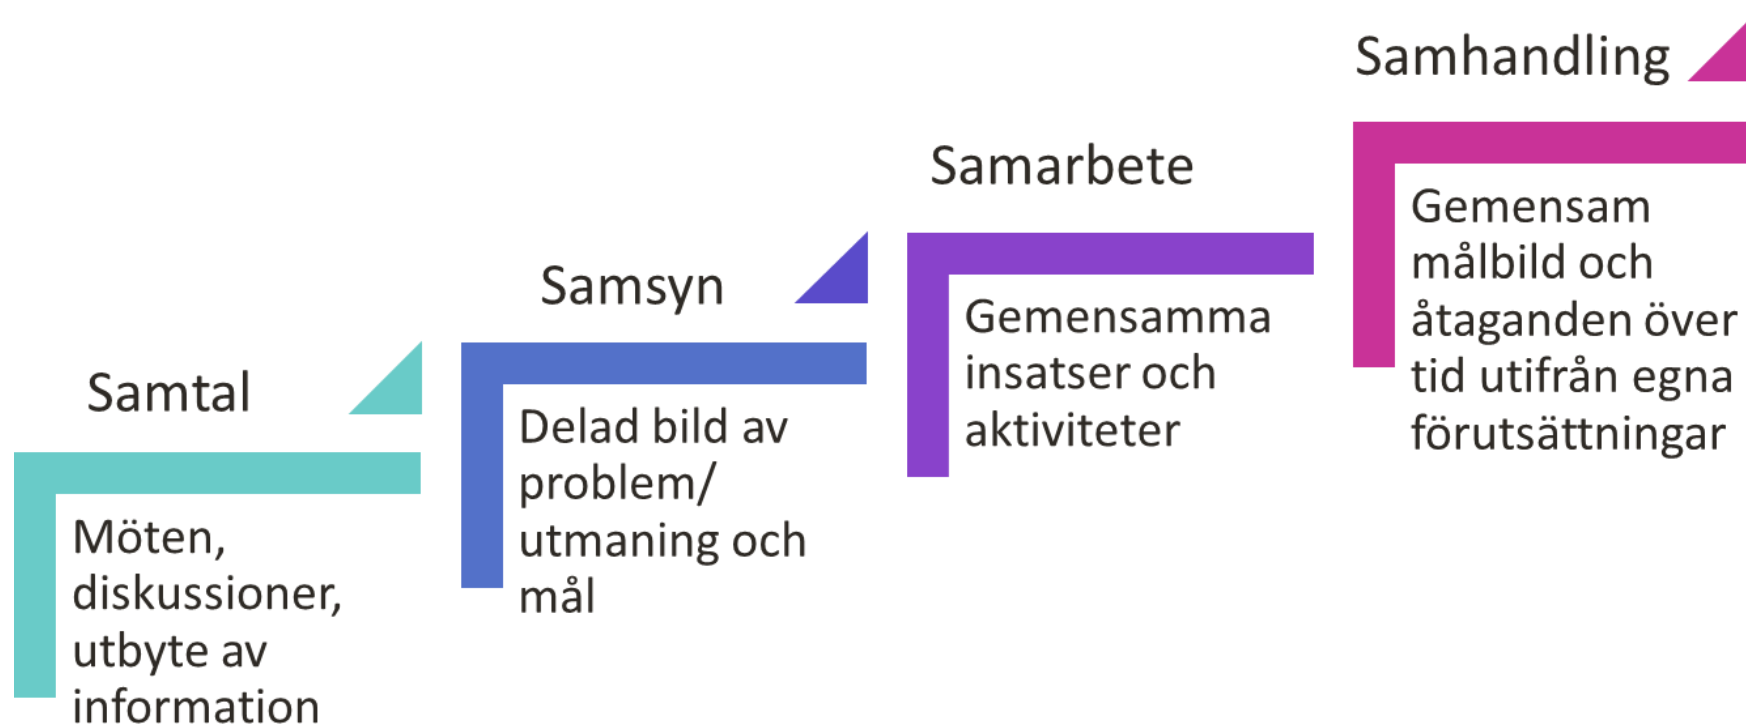 Samtal
Möten,
diskussioner,
utbyte av
information
Samsyn
Delad bild av
problem/
utmaning och
mål
Samarbete
Gemensamma
insatser och
aktiviteter
Samhandling
Gemensam
målbild och
åtaganden över
tid utifrån egna
förutsättningar